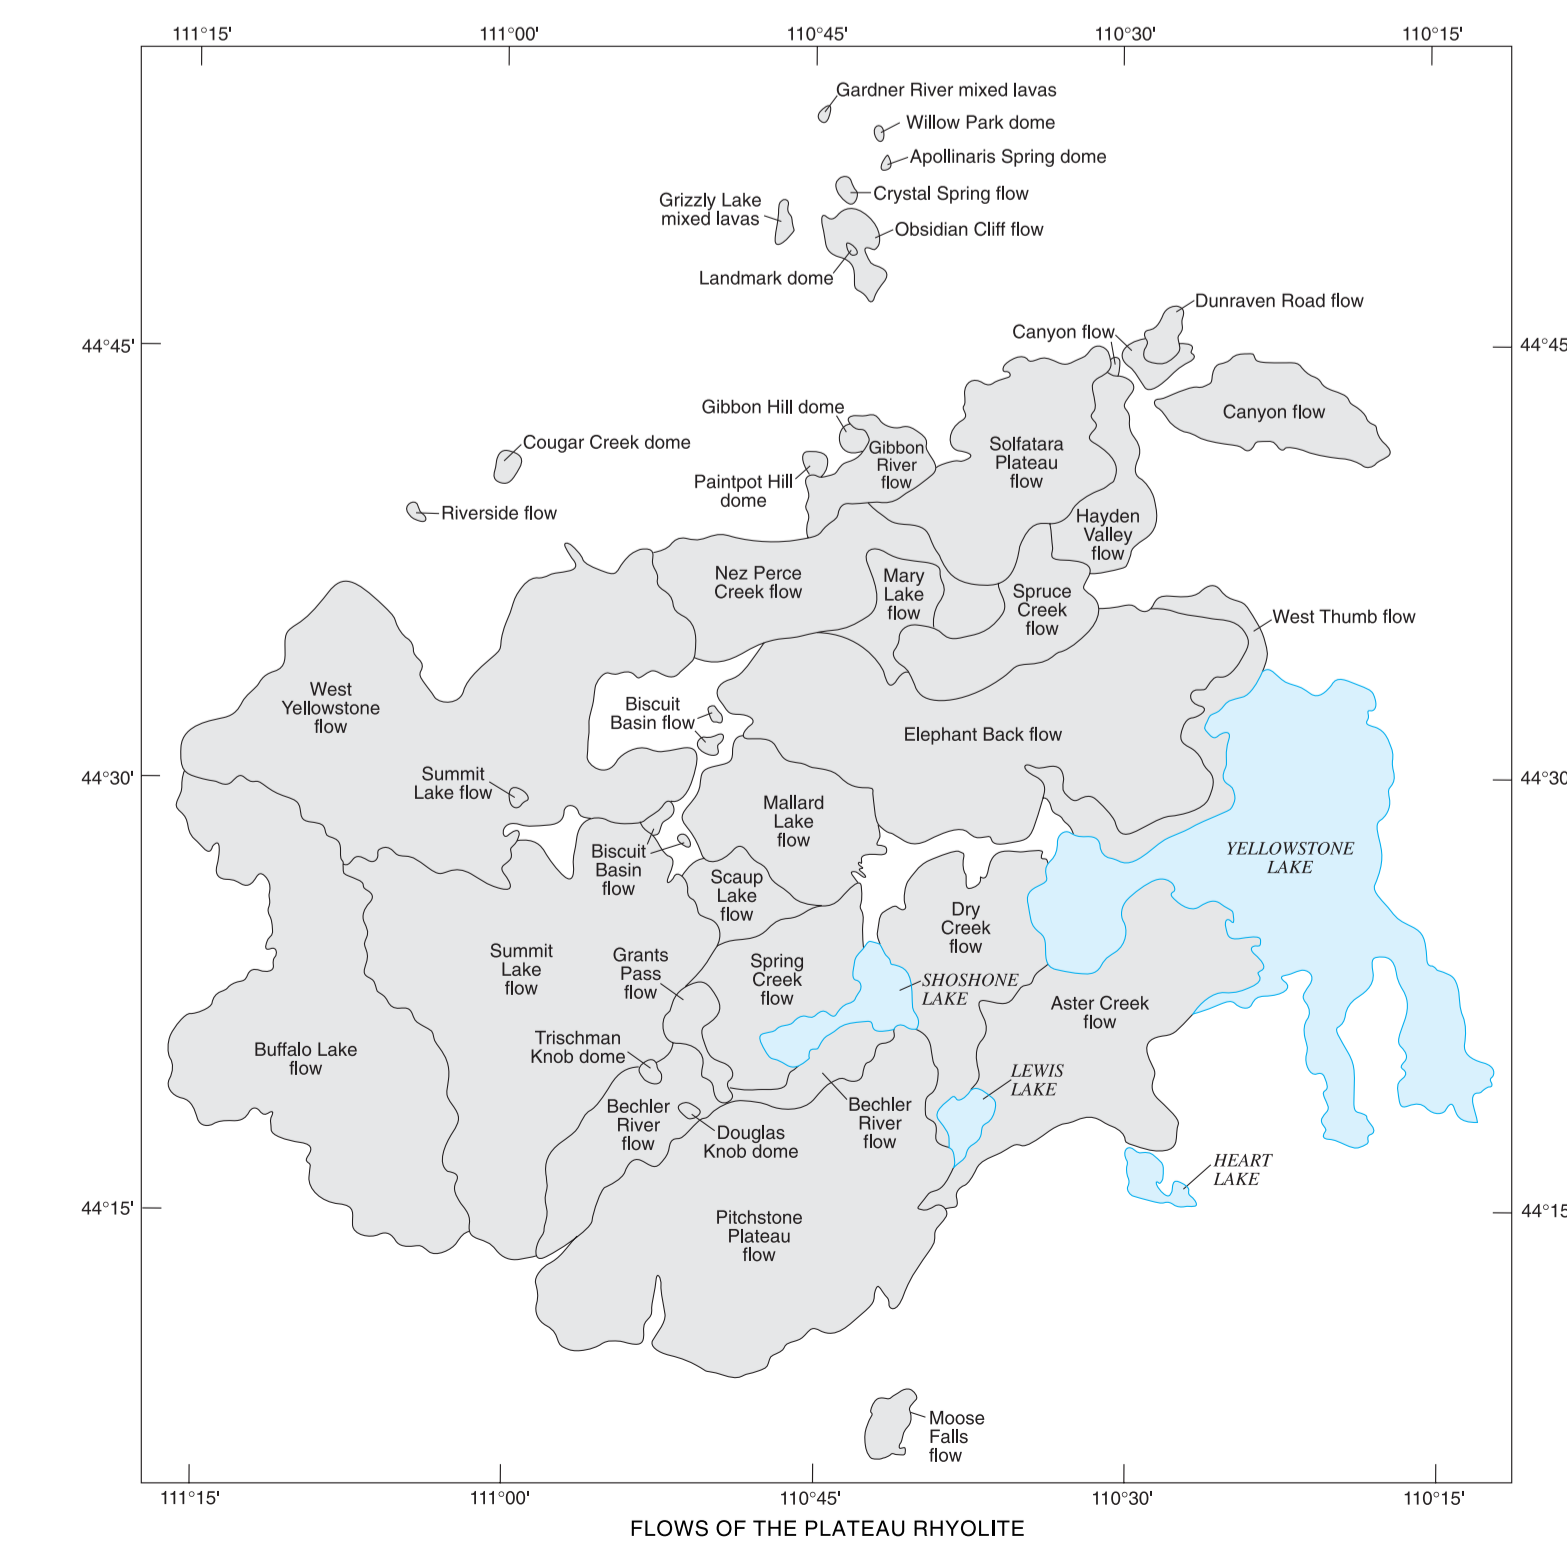 111°15'
111°00'
110°45'
110°30'
110°15'
Gardner River mixed lavas
Willow Park dome
Apollinaris Spring dome
Crystal Spring flow
Grizzly Lake
mixed lavas
Obsidian Cliff flow
Landmark dome
Dunraven Road flow
Canyon flow
44°45'
44°45'
Canyon flow
Gibbon Hill dome
Cougar Creek dome
Gibbon
River
flow
Solfatara
Plateau
flow
Paintpot Hill
dome
Riverside flow
Hayden
Valley
flow
Nez Perce
Creek flow
Mary
Lake
flow
Spruce
Creek
flow
West Thumb flow
West
Yellowstone
flow
Biscuit
Basin flow
Elephant Back flow
44°30'
44°30'
Summit
Lake flow
Mallard
Lake
flow
YELLOWSTONE
LAKE
Biscuit
Basin
flow
Scaup
Lake
flow
Dry
Creek
flow
Summit
Lake
flow
Grants
Pass
flow
Spring
Creek
flow
SHOSHONE
LAKE
Aster Creek
flow
Buffalo Lake
flow
Trischman
Knob dome
LEWIS
LAKE
Bechler
River
flow
Douglas
Knob dome
Bechler
River
flow
HEART
LAKE
44°15'
44°15'
Pitchstone
Plateau
flow
Moose
Falls
flow
111°15'
111°00'
110°45'
110°30'
110°15'
FLOWS OF THE PLATEAU RHYOLITE